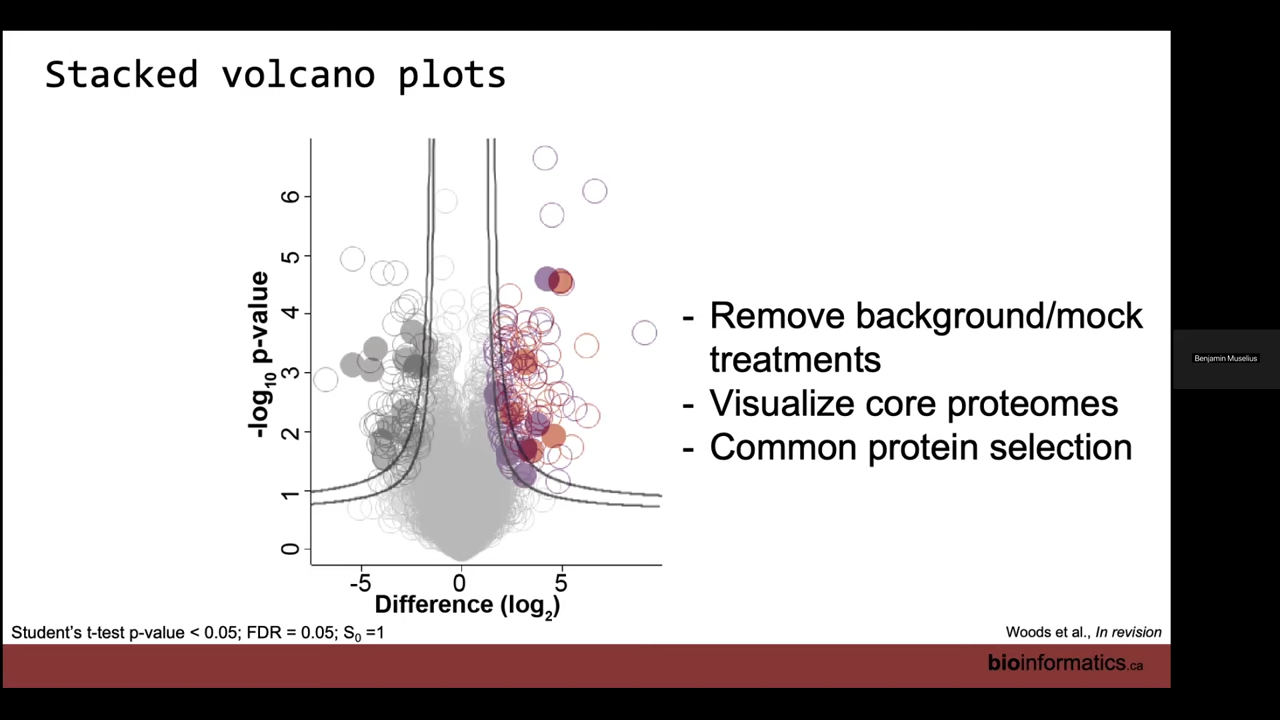 Stacked volcano plots
6
5
4
3
2
1
0
-log10 p-value
-5 0 5
Difference (log2)
- Remove background/mock
treatments
- Visualize core proteomes
- Common protein selection
Benjamin Muselius
Student's t-test p-value < 0.05; FDR = 0.05; S0 =1
Woods et al., In revision
bioinformatics.ca